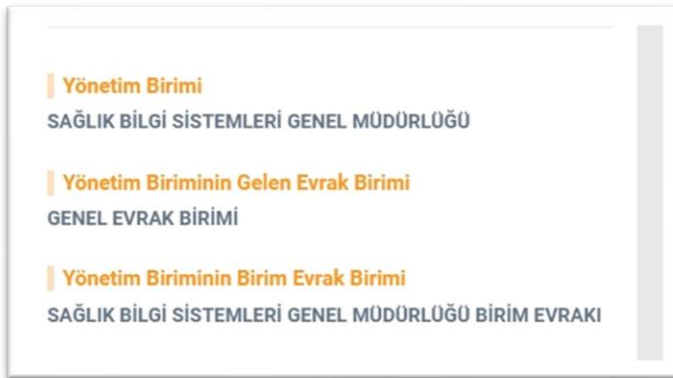 Yönetim Birimi
SAĞLIK BİLGİ SİSTEMLERİ GENEL MÜDÜRLÜĞÜ
Yönetim Biriminin Gelen Evrak Birimi
GENEL EVRAK BİRİMİ
Yönetim Biriminin Birim Evrak Birimi
SAĞLIK BİLGİ SİSTEMLERİ GENEL MÜDÜRLÜĞÜ BİRİM EVRAKI